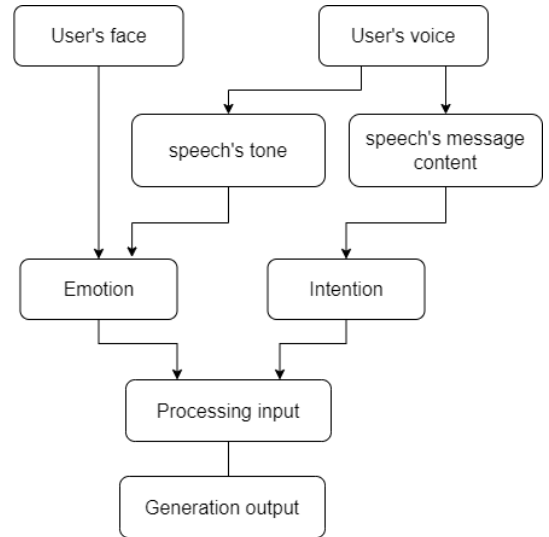 User's face
User's voice
speech's tone
speech's message
content
Emotion
Intention
Processing input
Generation output